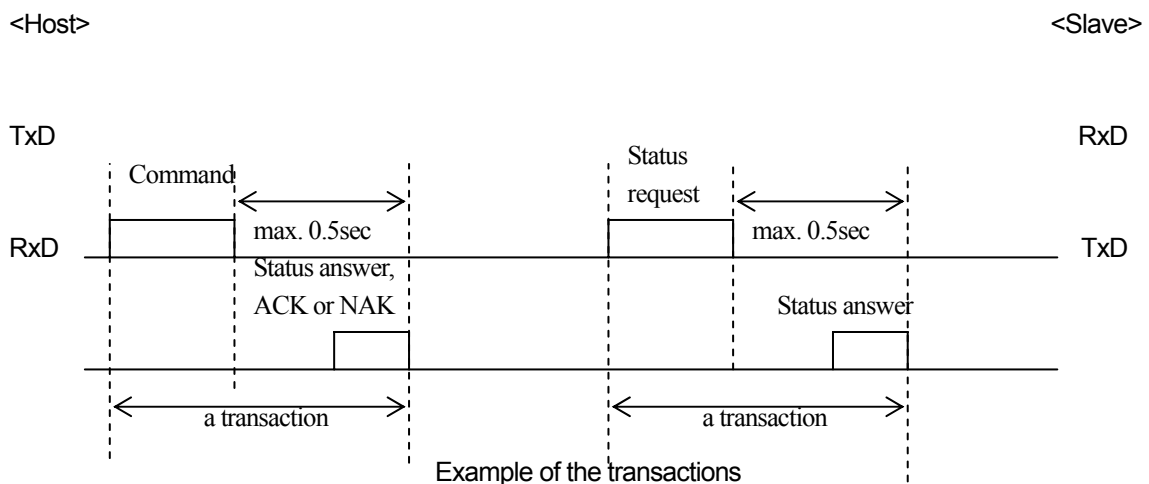 <Host>
<Slave>
TxD
RxD
Command
Status
request
max. 0.5sec
max. 0.5sec
RxD
TxD
Status answer,
ACK or NAK
Status answer
a transaction
a transaction
Example of the transactions